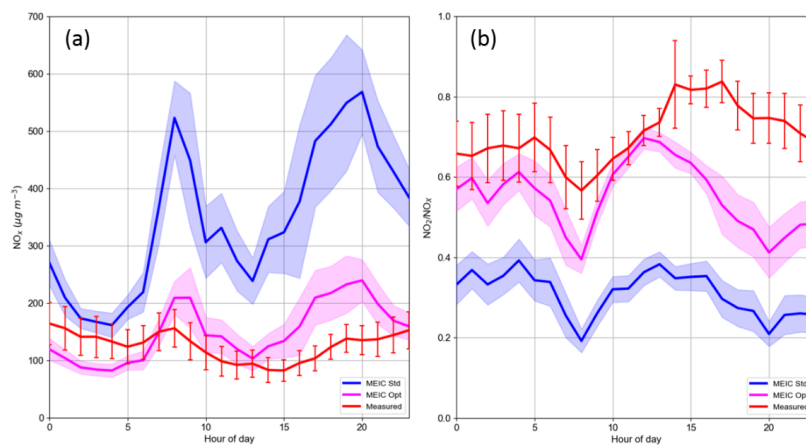 (a)
700
600
500
400
300
200
100
0
NOₓ (μg m⁻³)
0 5 10 15 20
Hour of day
MEIC Std
MEIC Opt
Measured
(b)
1.0
0.8
0.6
0.4
0.2
0.0
NO₂/NOₓ
0 5 10 15 20
Hour of day
MEIC Std
MEIC Opt
Measured